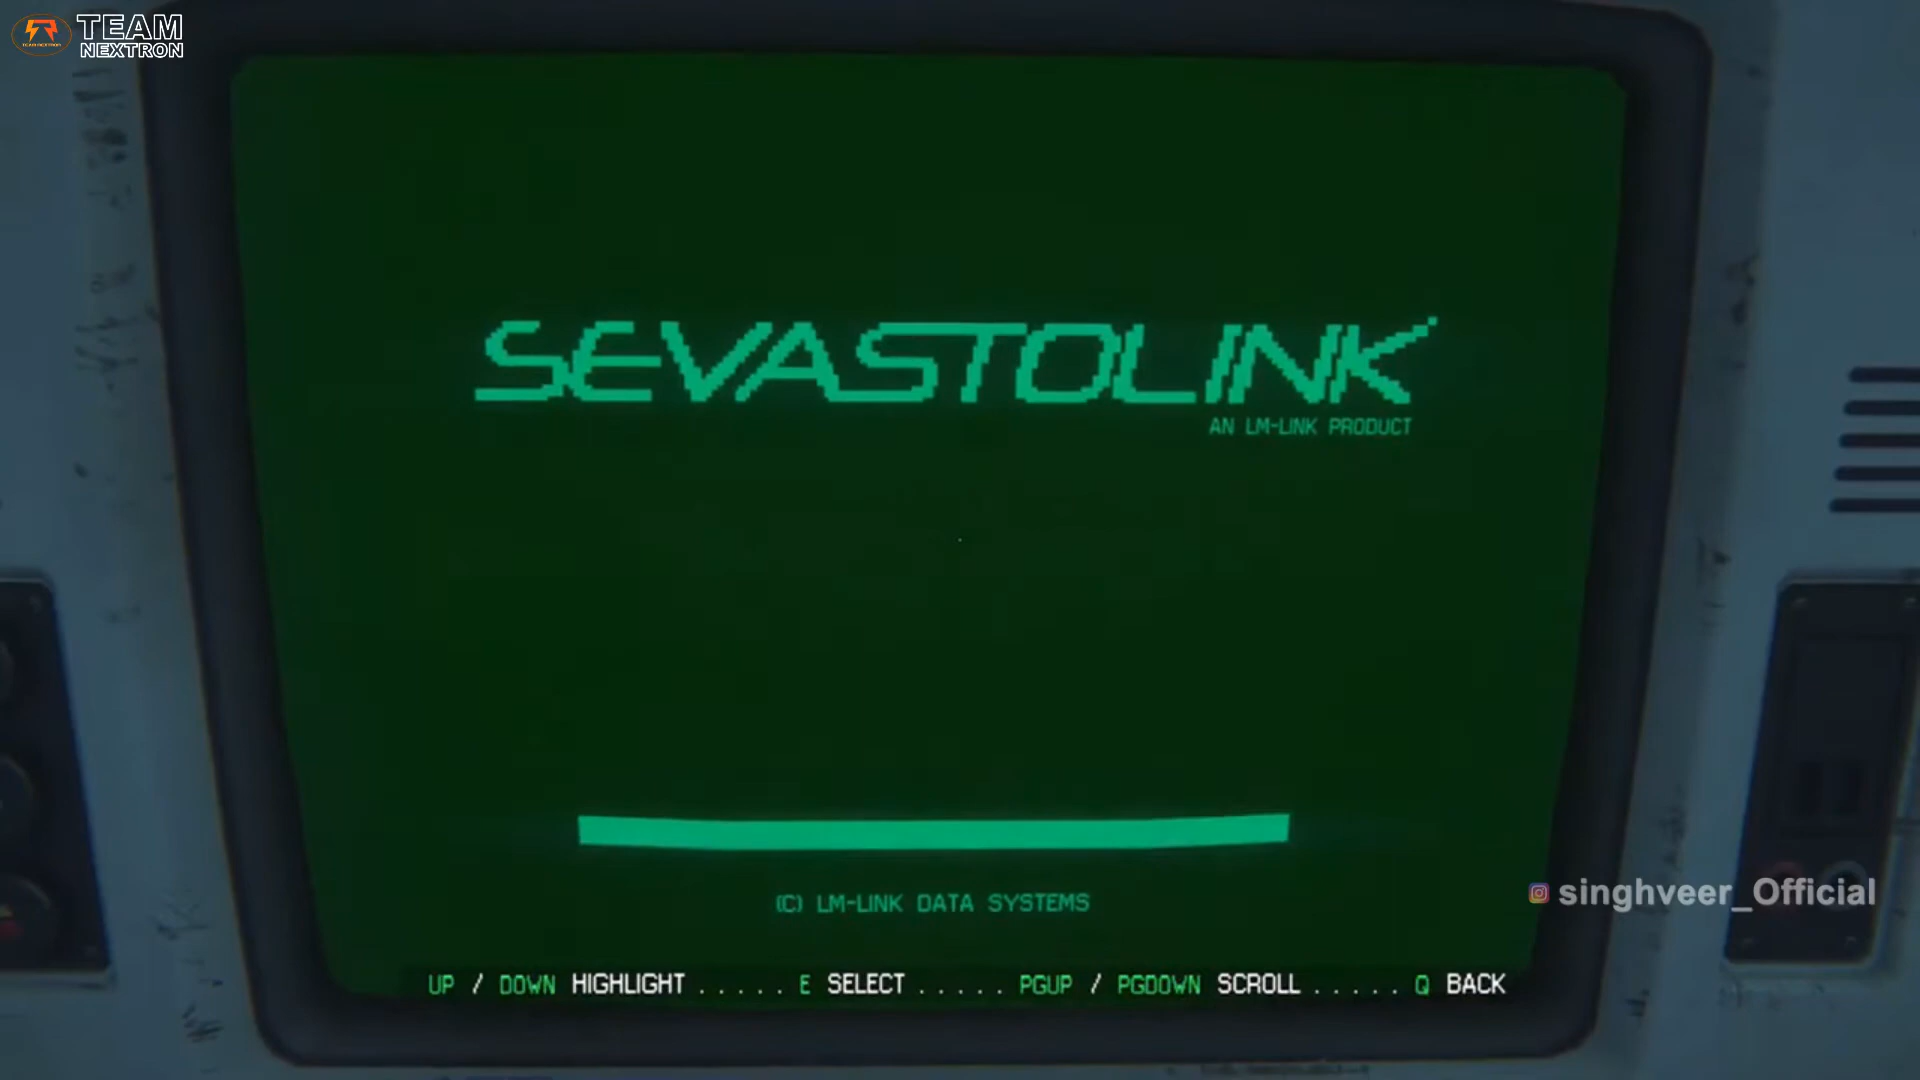 TEAM
NEXTRON
SEVASTOLINK
AN LM-LINK PRODUCT
(C) LM-LINK DATA SYSTEMS
singhveer_Official
UP / DOWN HIGHLIGHT ..... E SELECT ..... PGUP / PGDOWN SCROLL ..... Q BACK